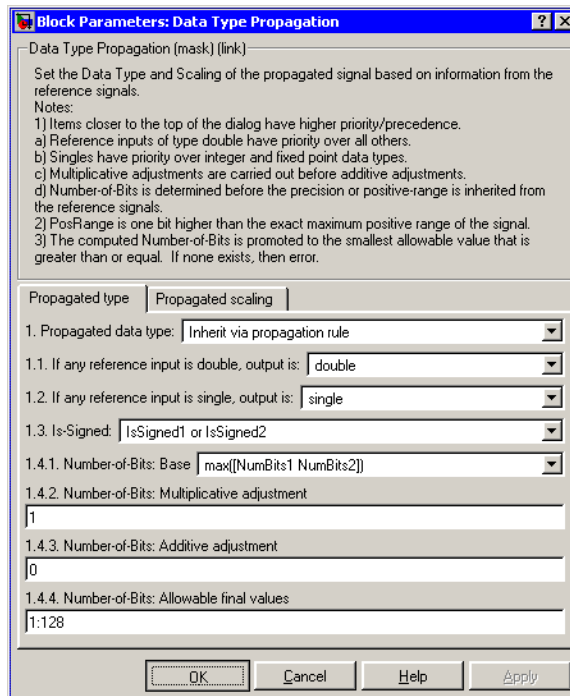 Block Parameters: Data Type Propagation
Data Type Propagation (mask) (link)
Set the Data Type and Scaling of the propagated signal based on information from the
reference signals.
Notes:
1) Items closer to the top of the dialog have higher priority/precedence.
a) Reference inputs of type double have priority over all others.
b) Singles have priority over integer and fixed point data types.
c) Multiplicative adjustments are carried out before additive adjustments.
d) Number-of-Bits is determined before the precision or positive-range is inherited from
the reference signals.
2) PosRange is one bit higher than the exact maximum positive range of the signal.
3) The computed Number-of-Bits is promoted to the smallest allowable value that is
greater than or equal.  If none exists, then error.
Propagated type Propagated scaling
1. Propagated data type: Inherit via propagation rule
1.1. If any reference input is double, output is: double
1.2. If any reference input is single, output is: single
1.3. Is-Signed: IsSigned1 or IsSigned2
1.4.1. Number-of-Bits: Base max([NumBits1 NumBits2])
1.4.2. Number-of-Bits: Multiplicative adjustment
1
1.4.3. Number-of-Bits: Additive adjustment
0
1.4.4. Number-of-Bits: Allowable final values
1:128
OK Cancel Help Apply